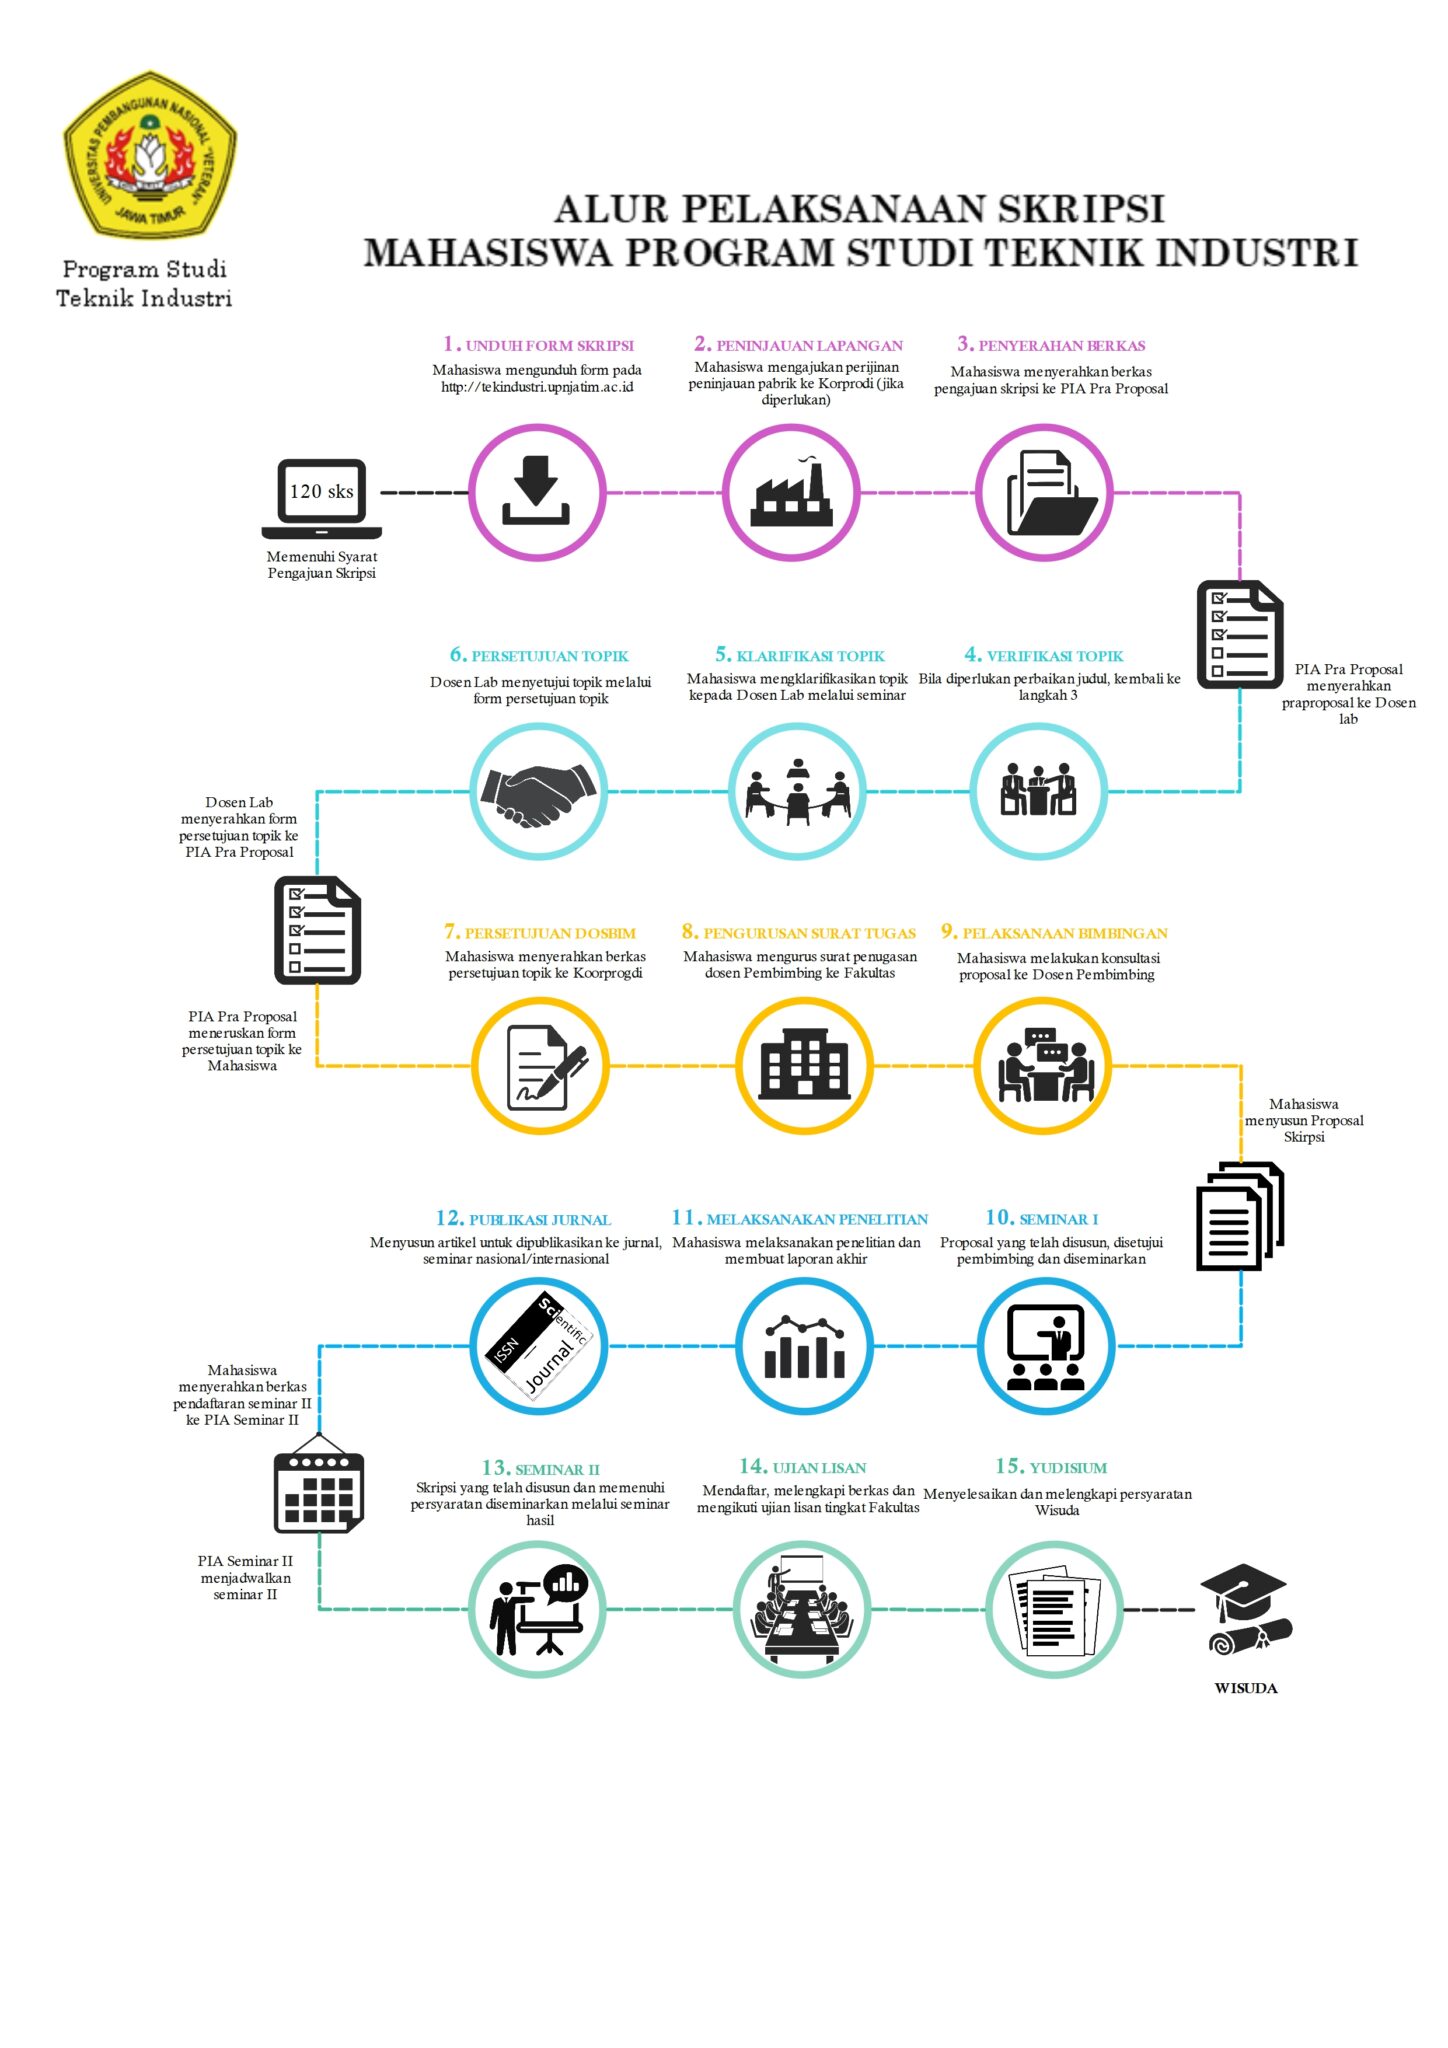 UNIVERSITAS PEMBANGUNAN NASIONAL "VETERAN"
JAWA TIMUR
Program Studi
Teknik Industri
ALUR PELAKSANAAN SKRIPSI
MAHASISWA PROGRAM STUDI TEKNIK INDUSTRI
120 sks
Memenuhi Syarat
Pengajuan Skripsi
1. UNDUH FORM SKRIPSI
Mahasiswa mengunduh form pada
http://tekindustri.upnjatim.ac.id
2. PENINJAUAN LAPANGAN
Mahasiswa mengajukan perijinan
peninjauan pabrik ke Korprodi (jika
diperlukan)
3. PENYERAHAN BERKAS
Mahasiswa menyerahkan berkas
pengajuan skripsi ke PIA Pra Proposal
PIA Pra Proposal
menyerahkan
praproposal ke Dosen
lab
4. VERIFIKASI TOPIK
Bila diperlukan perbaikan judul, kembali ke
langkah 3
5. KLARIFIKASI TOPIK
Mahasiswa mengklarifikasikan topik
kepada Dosen Lab melalui seminar
6. PERSETUJUAN TOPIK
Dosen Lab menyetujui topik melalui
form persetujuan topik
Dosen Lab
menyerahkan form
persetujuan topik ke
PIA Pra Proposal
PIA Pra Proposal
meneruskan form
persetujuan topik ke
Mahasiswa
7. PERSETUJUAN DOSBIM
Mahasiswa menyerahkan berkas
persetujuan topik ke Koorprogdi
8. PENGURUSAN SURAT TUGAS
Mahasiswa mengurus surat penugasan
dosen Pembimbing ke Fakultas
9. PELAKSANAAN BIMBINGAN
Mahasiswa melakukan konsultasi
proposal ke Dosen Pembimbing
Mahasiswa
menyusun Proposal
Skirpsi
10. SEMINAR I
Proposal yang telah disusun, disetujui
pembimbing dan diseminarkan
11. MELAKSANAKAN PENELITIAN
Mahasiswa melaksanakan penelitian dan
membuat laporan akhir
12. PUBLIKASI JURNAL
Menyusun artikel untuk dipublikasikan ke jurnal,
seminar nasional/internasional
Scientific
Journal
ISSN
Mahasiswa
menyerahkan berkas
pendaftaran seminar II
ke PIA Seminar II
PIA Seminar II
menjadwalkan
seminar II
13. SEMINAR II
Skripsi yang telah disusun dan memenuhi
persyaratan diseminarkan melalui seminar
hasil
14. UJIAN LISAN
Mendaftar, melengkapi berkas dan
mengikuti ujian lisan tingkat Fakultas
15. YUDISIUM
Menyelesaikan dan melengkapi persyaratan
Wisuda
WISUDA